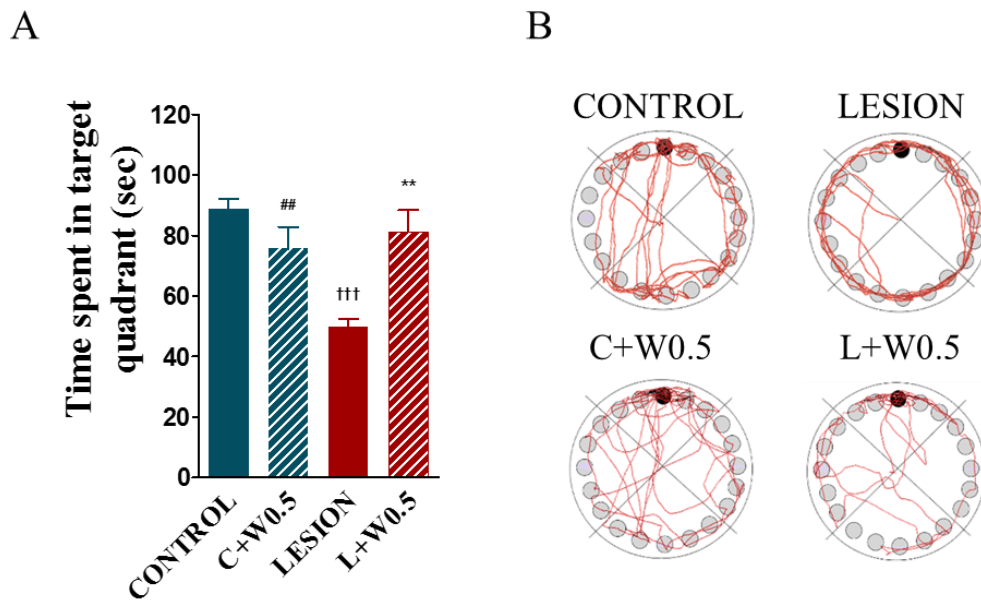 A
Time spent in target
quadrant (sec)
120
100
80
60
40
20
0
##
†††
**
CONTROL
C+W0.5
LESION
L+W0.5
B
CONTROL
LESION
C+W0.5
L+W0.5